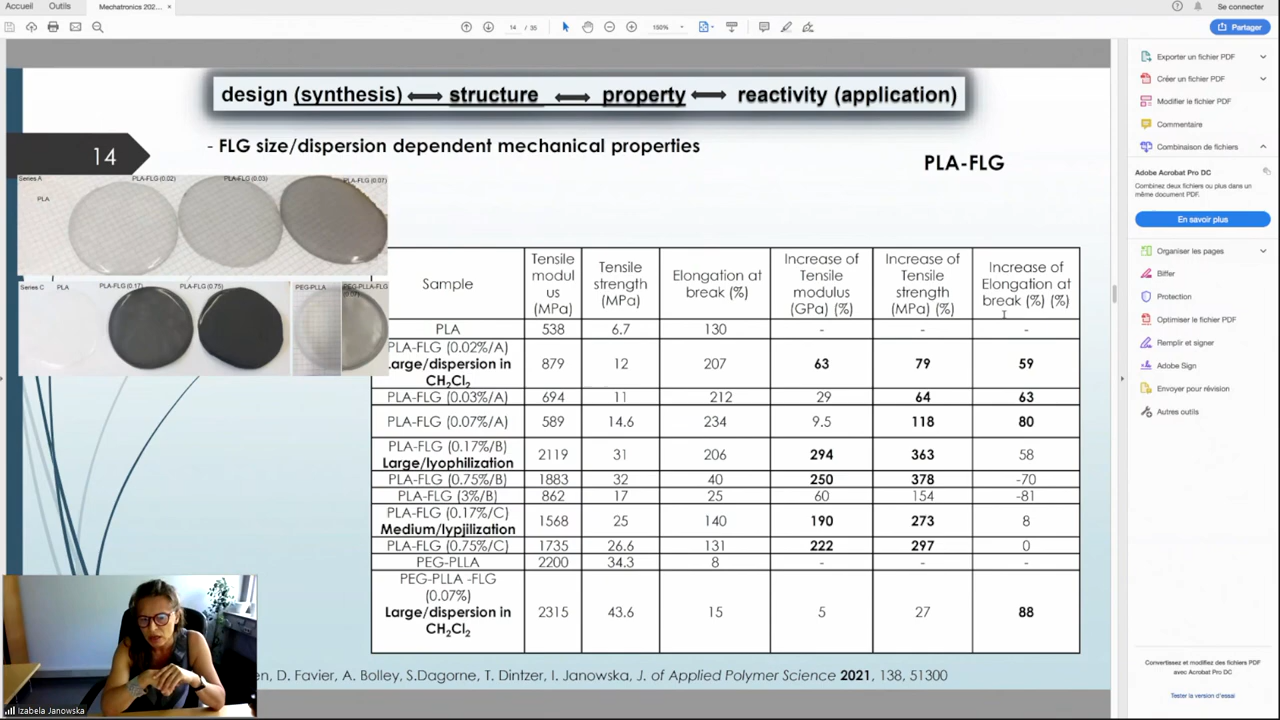 Accueil Outils Mechatronics 202... × Se connecter
14 / 35 150% Partager
design (synthesis) property reactivity (application)
14
- FLG size/dispersion dependent mechanical properties
PLA-FLG
Series A PLA-FLG (0.02) PLA-FLG (0.03) PLA-FLG (0.07)
PLA
Series C PLA PLA-FLG (0.17) PLA-FLG (0.75) PEG-PLLA PEG-PLLA-FLG
Sample Tensile modulus (MPa) Tensile strength (MPa) Elongation at break (%) Increase of Tensile modulus (GPa) (%) Increase of Tensile strength (MPa) (%) Increase of Elongation at break (%) (%)
PLA 538 6.7 130 - - -
PLA-FLG (0.02%/A)
Large/dispersion in
CH₂Cl₂ 879 12 207 63 79 59
PLA-FLG 11 212 29 64 63
PLA-FLG 589 14.6 234 9.5 118 80
PLA-FLG (0.17%/B)
Large/lyophilization 2119 31 206 294 363 58
PLA-FLG (0.75%/B) 1883 32 40 250 378 -70
PLA-FLG (3%/B) 862 17 25 60 154 -81
PLA-FLG (0.17%/C)
Medium/lypjilization 1568 25 140 190 273 8
PLA-FLG (0.75%/C) 1735 26.6 131 222 297 0
PEG-PLLA 2200 34.3 8 - - -
PEG-PLLA -FLG
(0.07%)
Large/dispersion in
CH₂Cl₂ 2315 43.6 15 5 27 88
D. Favier, A. Bolley, Janowska, of Applied Polymer Science, 2021, 138,
Izabela Janowska
Exporter un fichier PDF
Créer un fichier PDF
Modifier le fichier PDF
Commentaire
Combinaison de fichiers
Adobe Acrobat Pro DC
Combinez deux fichiers ou plus dans un
même document PDF.
En savoir plus
Organiser les pages
Biffer
Protection
Optimiser le fichier PDF
Remplir et signer
Adobe Sign
Envoyer pour révision
Autres outils
Convertissez et modifiez des fichiers PDF
avec Acrobat Pro DC
Tester la version d'essai